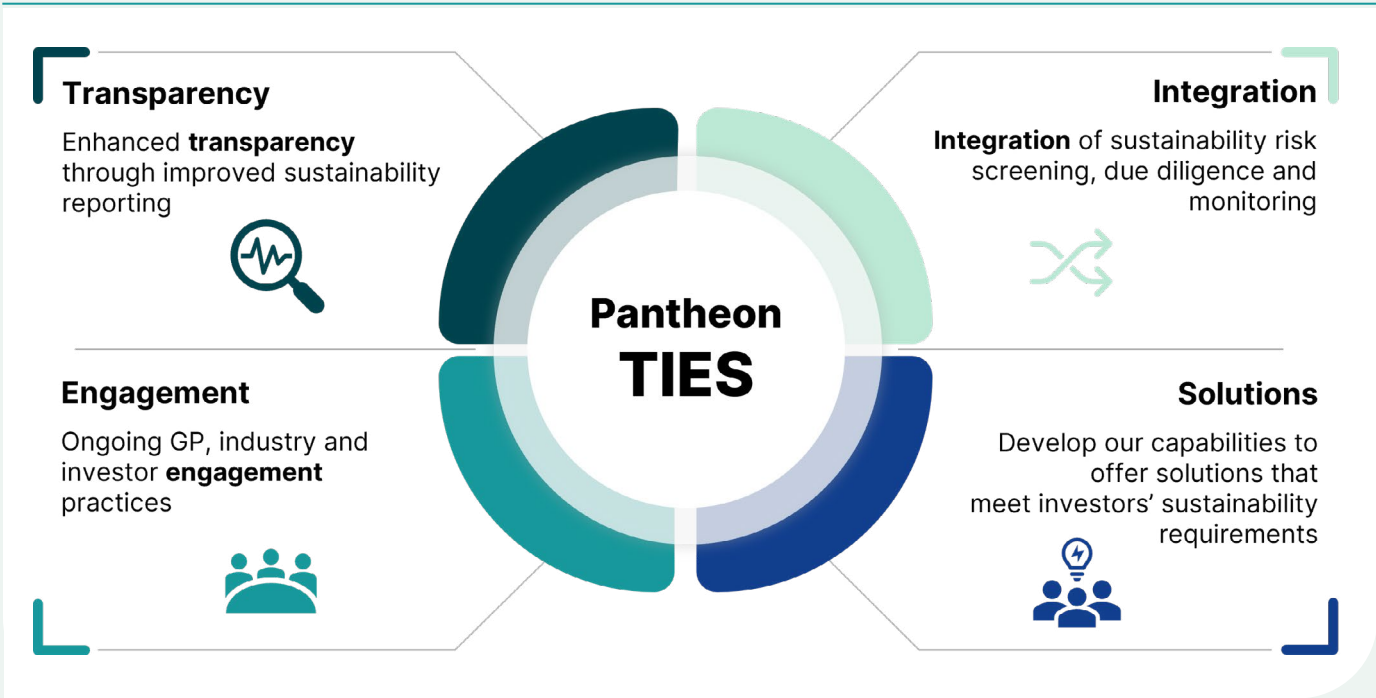 Transparency
Enhanced transparency
through improved sustainability
reporting
Integration
Integration of sustainability risk
screening, due diligence and
monitoring
Pantheon
TIES
Engagement
Ongoing GP, industry and
investor engagement
practices
Solutions
Develop our capabilities to
offer solutions that
meet investors’ sustainability
requirements